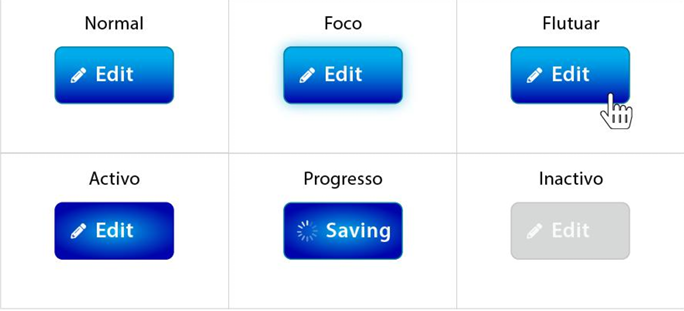 Normal
Foco
Flutuar
Edit
Edit
Edit
Activo
Progresso
Inactivo
Edit
Saving
Edit